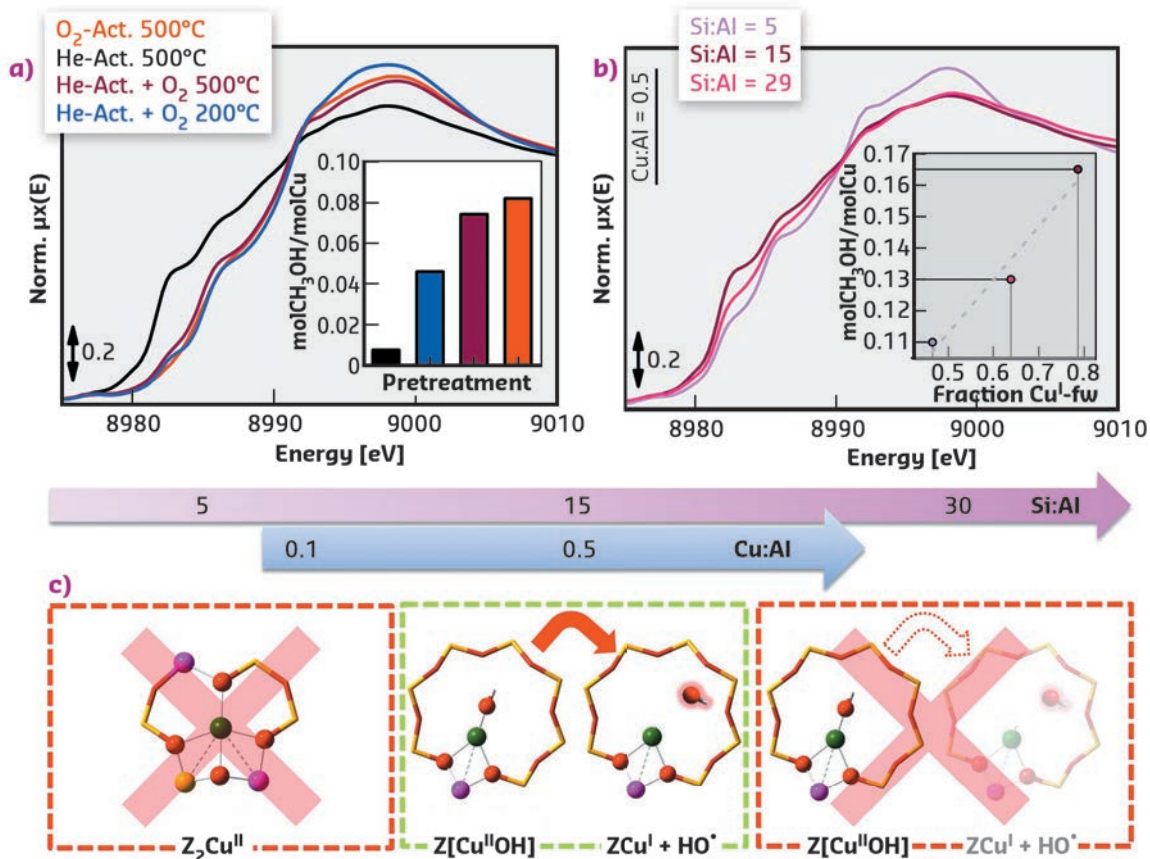 O₂-Act. 500°C
He-Act. 500°C
He-Act. + O₂ 500°C
He-Act. + O₂ 200°C
a)
Norm. μx(E)
0.2
8980 8990 9000 9010
Energy [eV]
molCH₃OH/molCu
0.10
0.08
0.06
0.04
0.02
0
Pretreatment
Si:Al = 5
Si:Al = 15
Si:Al = 29
b)
Cu:Al = 0.5
Norm. μx(E)
0.2
8980 8990 9000 9010
Energy [eV]
molCH₃OH/molCu
0.17
0.16
0.15
0.14
0.13
0.12
0.11
0.5 0.6 0.7 0.8
Fraction Cuᴵ-fw
5 15 30 Si:Al
0.1 0.5 Cu:Al
c)
Z₂Cuᴵᴵ
Z[CuᴵᴵOH] ZCuᴵ + HO•
Z[CuᴵᴵOH] ZCuᴵ + HO•